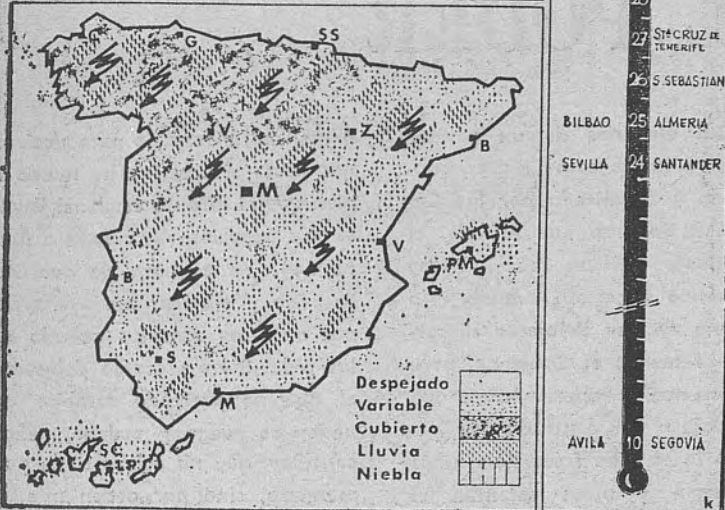 C
G
SS
V
Z
B
M
V
PM
B
S
M
SC
LP
Despejado
Variable
Cubierto
Lluvia
Niebla
27 STA CRUZ DE
TENERIFE
26 S. SEBASTIAN
BILBAO 25 ALMERIA
SEVILLA 24 SANTANDER
AVILA 10 SEGOVIA
k